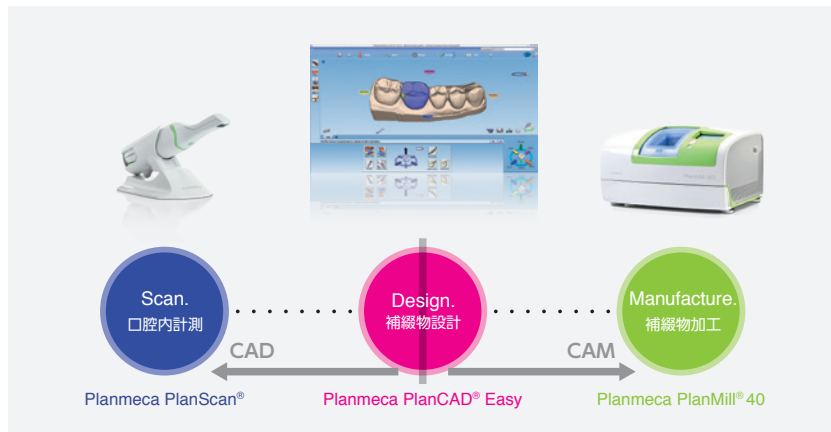 Scan.
口腔内計測
Design.
補綴物設計
Manufacture.
補綴物加工
CAD
CAM
Planmeca PlanScan®
Planmeca PlanCAD® Easy
Planmeca PlanMill® 40